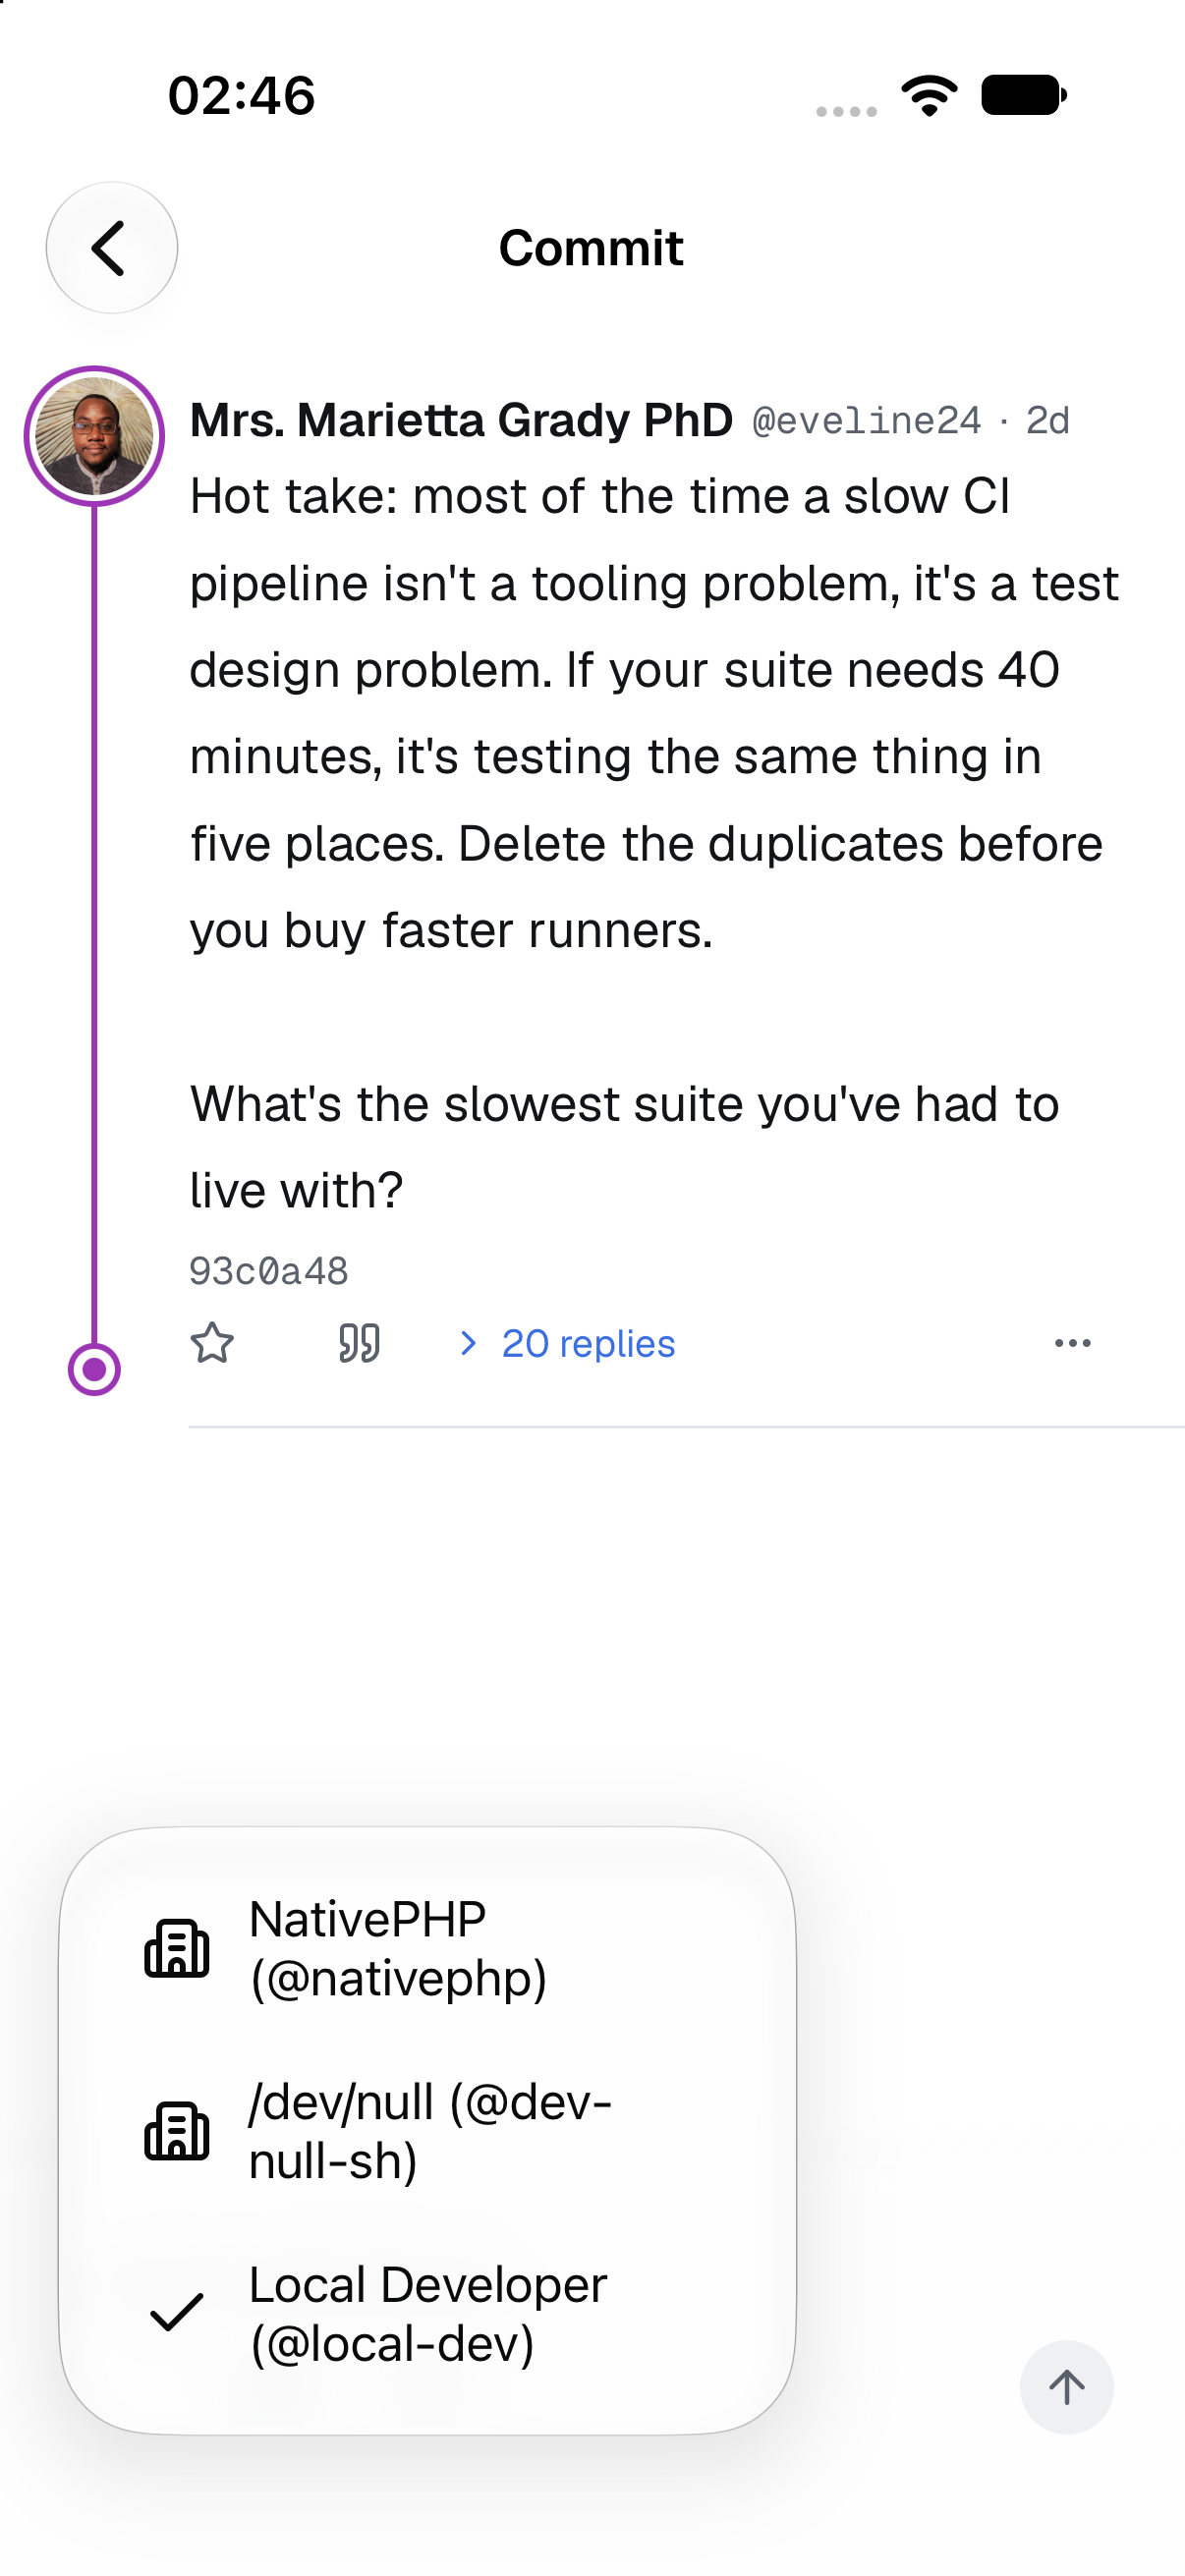 02:46
Commit
Mrs. Marietta Grady PhD @eveline24 · 2d
Hot take: most of the time a slow CI
pipeline isn't a tooling problem, it's a test
design problem. If your suite needs 40
minutes, it's testing the same thing in
five places. Delete the duplicates before
you buy faster runners.
What's the slowest suite you've had to
live with?
93c0a48
20 replies
NativePHP
(@nativephp)
/dev/null (@dev-
null-sh)
Local Developer
(@local-dev)